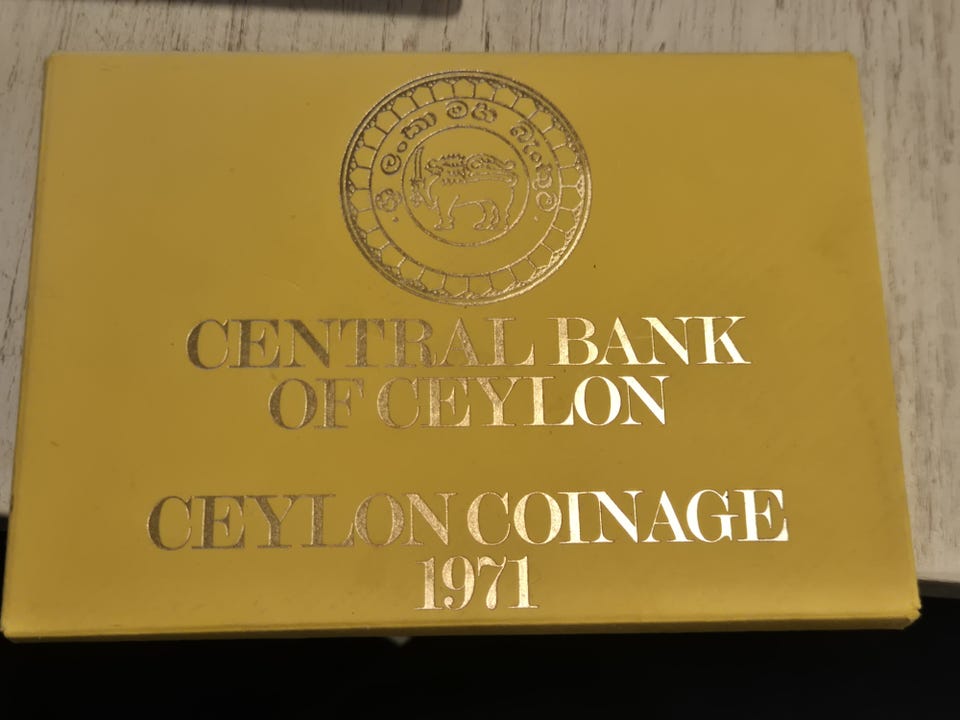 ශ්‍රී ලංකා මහ බැංකුව
CENTRAL BANK
OF CEYLON
CEYLON COINAGE
1971